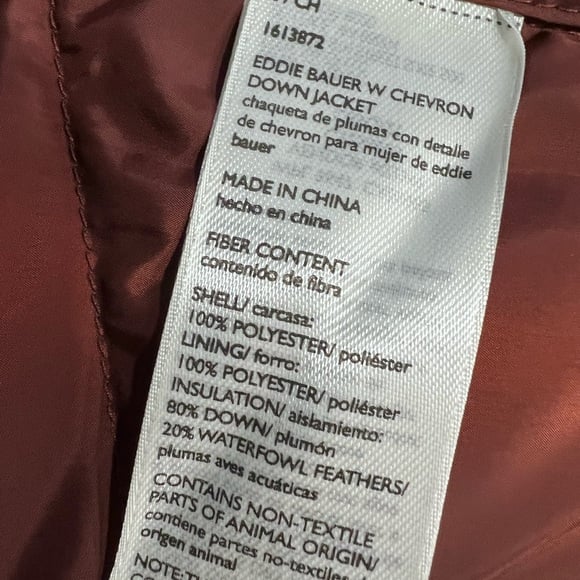 1613872
EDDIE BAUER W CHEVRON
DOWN JACKET
chaqueta de plumas con detalle
de chevron para mujer de eddie
bauer
MADE IN CHINA
hecho en china
FIBER CONTENT
contenido de fibra
SHELL/ carcasa:
100% POLYESTER/ poliéster
LINING/ forro:
100% POLYESTER/ poliéster
INSULATION/ aislamiento:
80% DOWN/ plumón
20% WATERFOWL FEATHERS/
plumas aves acuáticas
CONTAINS NON-TEXTILE
PARTS OF ANIMAL ORIGIN/
contiene partes no-textiles
origen animal